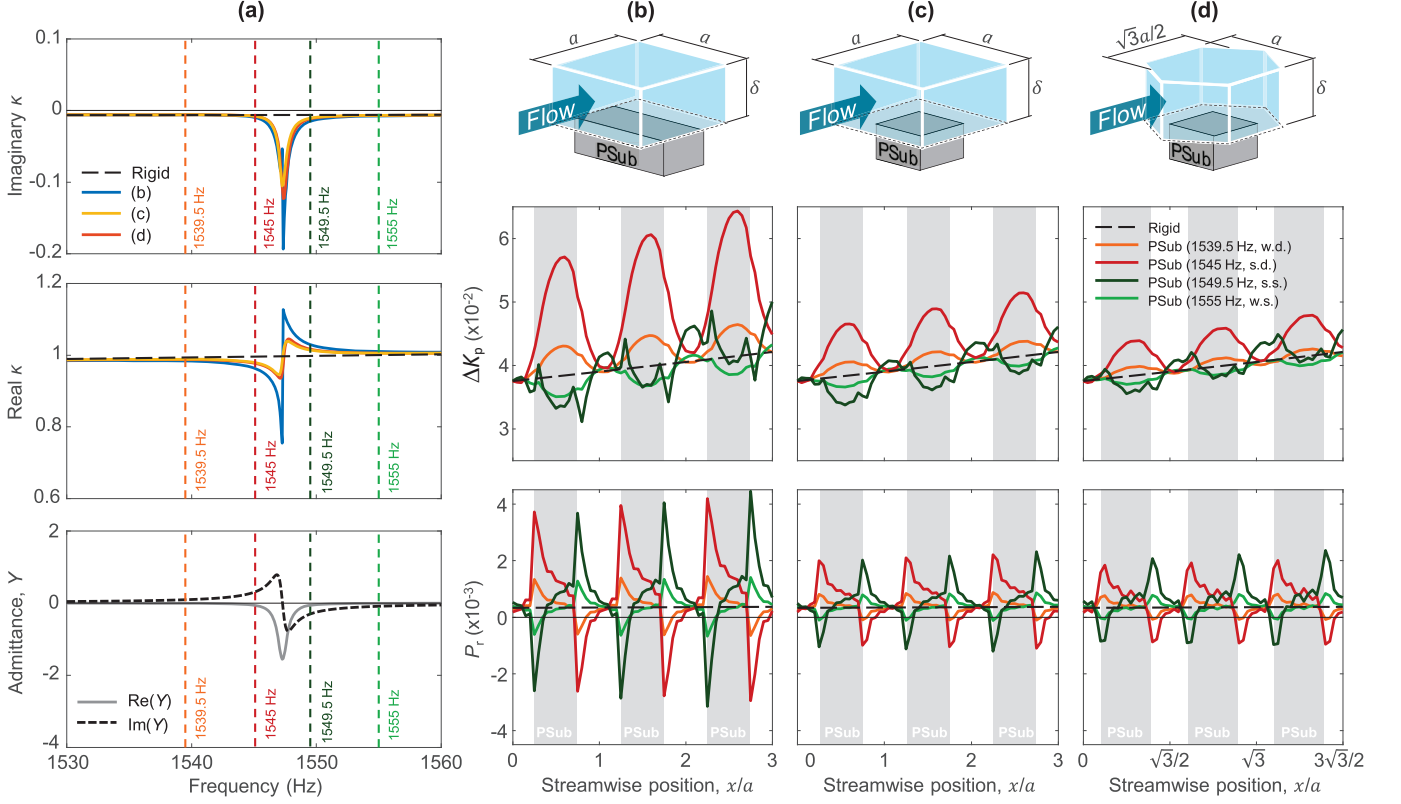 (a)
0.1
0
-0.1
-0.2
Imaginary κ
Rigid
(b)
(c)
(d)
1539.5 Hz
1545 Hz
1549.5 Hz
1555 Hz
1.2
1
0.8
0.6
Real κ
1539.5 Hz
1545 Hz
1549.5 Hz
1555 Hz
2
0
-2
-4
Admittance, Y
Re(Y)
Im(Y)
1539.5 Hz
1545 Hz
1549.5 Hz
1555 Hz
1530
1540
1550
1560
Frequency (Hz)
(b)
a
a
δ
Flow
PSub
6
5
4
3
ΔKp (x10-2)
4
2
0
-2
-4
Pr (x10-3)
PSub
PSub
PSub
0
1
2
3
Streamwise position, x/a
(c)
a
a
δ
Flow
PSub
PSub
PSub
PSub
0
1
2
3
Streamwise position, x/a
(d)
√3a/2
a
δ
Flow
PSub
Rigid
PSub (1539.5 Hz, w.d.)
PSub (1545 Hz, s.d.)
PSub (1549.5 Hz, s.s.)
PSub (1555 Hz, w.s.)
PSub
PSub
PSub
0
√3/2
√3
3√3/2
Streamwise position, x/a